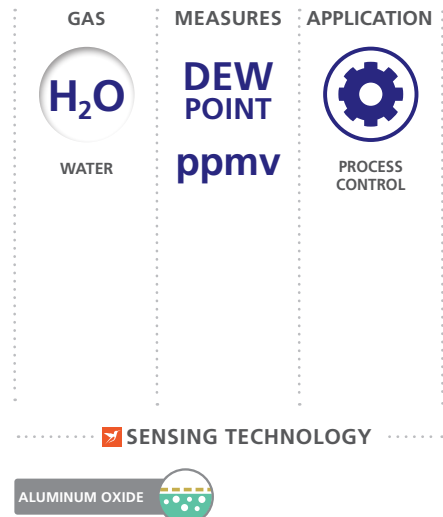 GAS
MEASURES
APPLICATION
H₂O
WATER
DEW
POINT
ppmv
PROCESS
CONTROL
SENSING TECHNOLOGY
ALUMINUM OXIDE